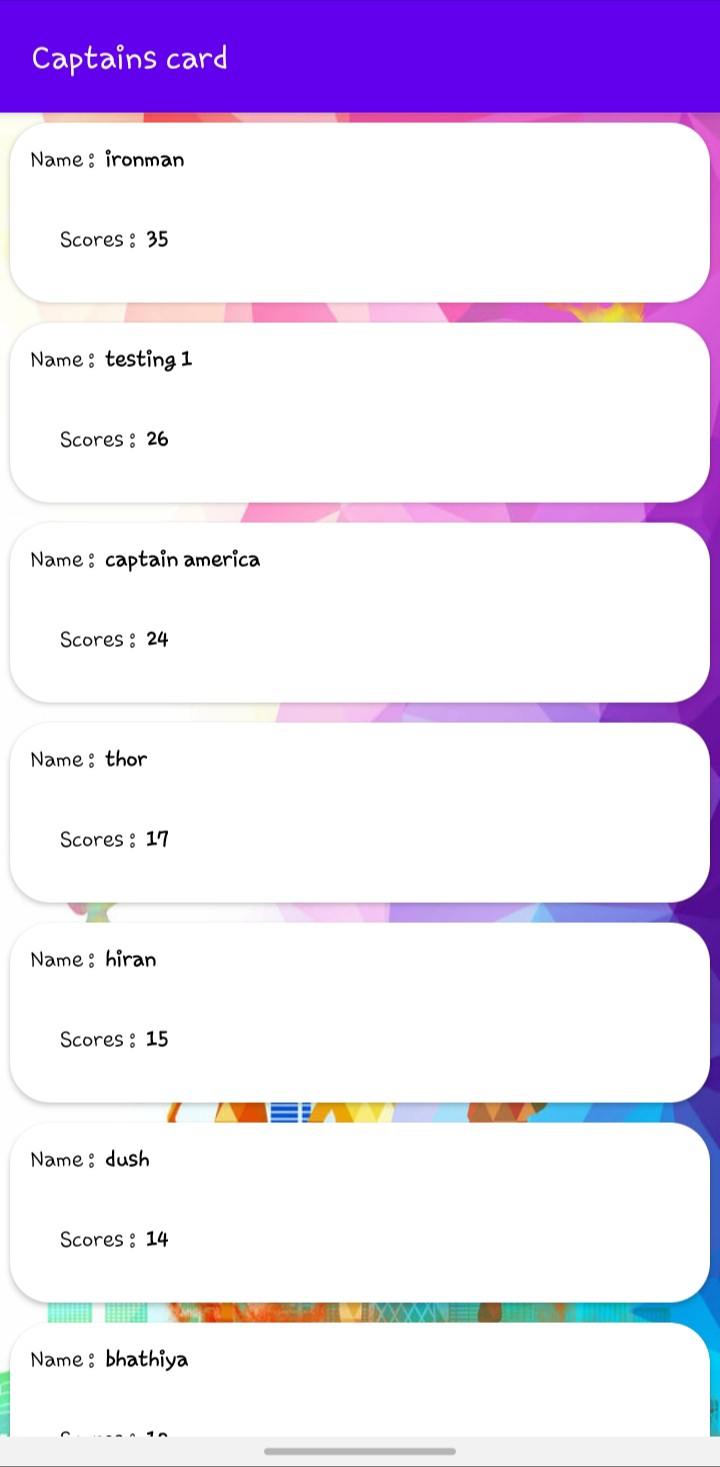 Captains card
Name : ironman
Scores : 35
Name : testing 1
Scores : 26
Name : captain america
Scores : 24
Name : thor
Scores : 17
Name : hiran
Scores : 15
Name : dush
Scores : 14
Name : bhathiya